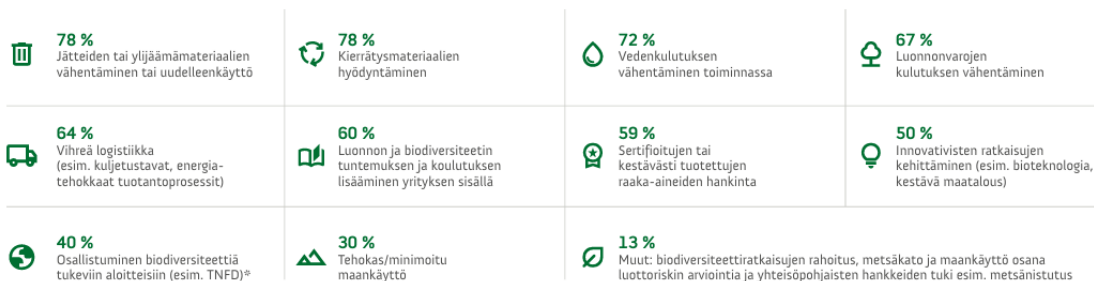 78 %
Jätteiden tai ylijäämämateriaalien
vähentäminen tai uudelleenkäyttö
78 %
Kierrätysmateriaalien
hyödyntäminen
72 %
Vedenkulutuksen
vähentäminen toiminnassa
67 %
Luonnonvarojen
kulutuksen vähentäminen
64 %
Vihreä logistiikka
(esim. kuljetustavat, energia-
tehokkaat tuotantoprosessit)
60 %
Luonnon ja biodiversiteetin
tuntemuksen ja koulutuksen
lisääminen yrityksen sisällä
59 %
Sertifioitujen tai
kestävästi tuotettujen
raaka-aineiden hankinta
50 %
Innovativisten ratkaisujen
kehittäminen (esim. bioteknologia,
kestävä maatalous)
40 %
Osallistuminen biodiversiteettiä
tukeviin aloitteisiin (esim. TNFD)*
30 %
Tehokas/minimoitu
maankäyttö
13 %
Muut: biodiversiteettiratkaisujen rahoitus, metsäkato ja maankäyttö osana
luottoriskin arviointia ja yhteisöpohjaisten hankkeiden tuki esim. metsänistutus